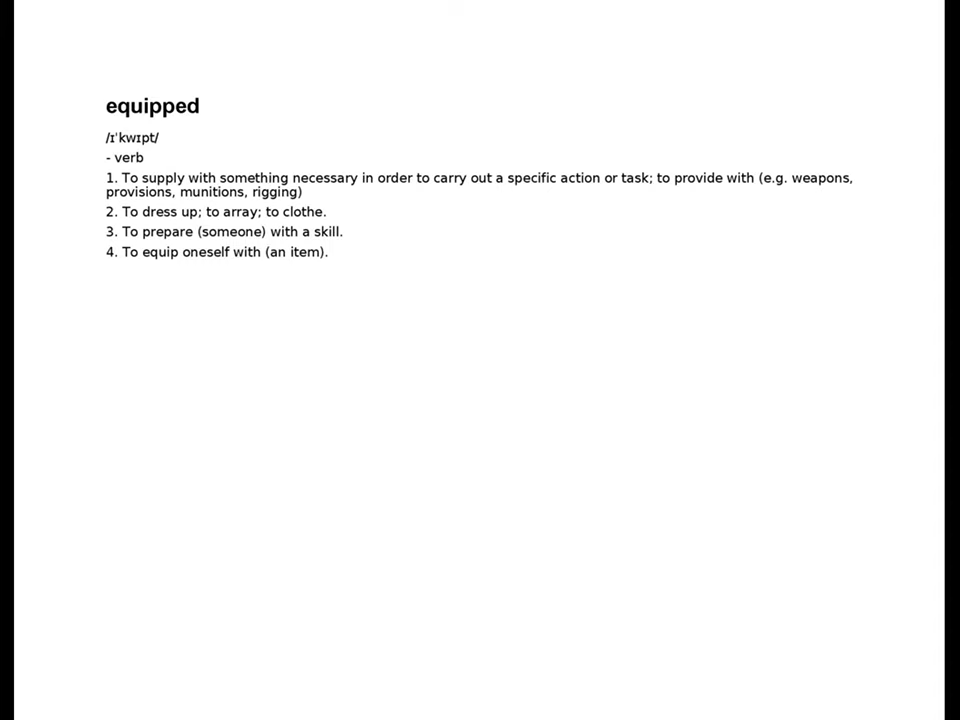 equipped
/ɪˈkwɪpt/
- verb
1. To supply with something necessary in order to carry out a specific action or task; to provide with (e.g. weapons,
provisions, munitions, rigging)
2. To dress up; to array; to clothe.
3. To prepare (someone) with a skill.
4. To equip oneself with (an item).